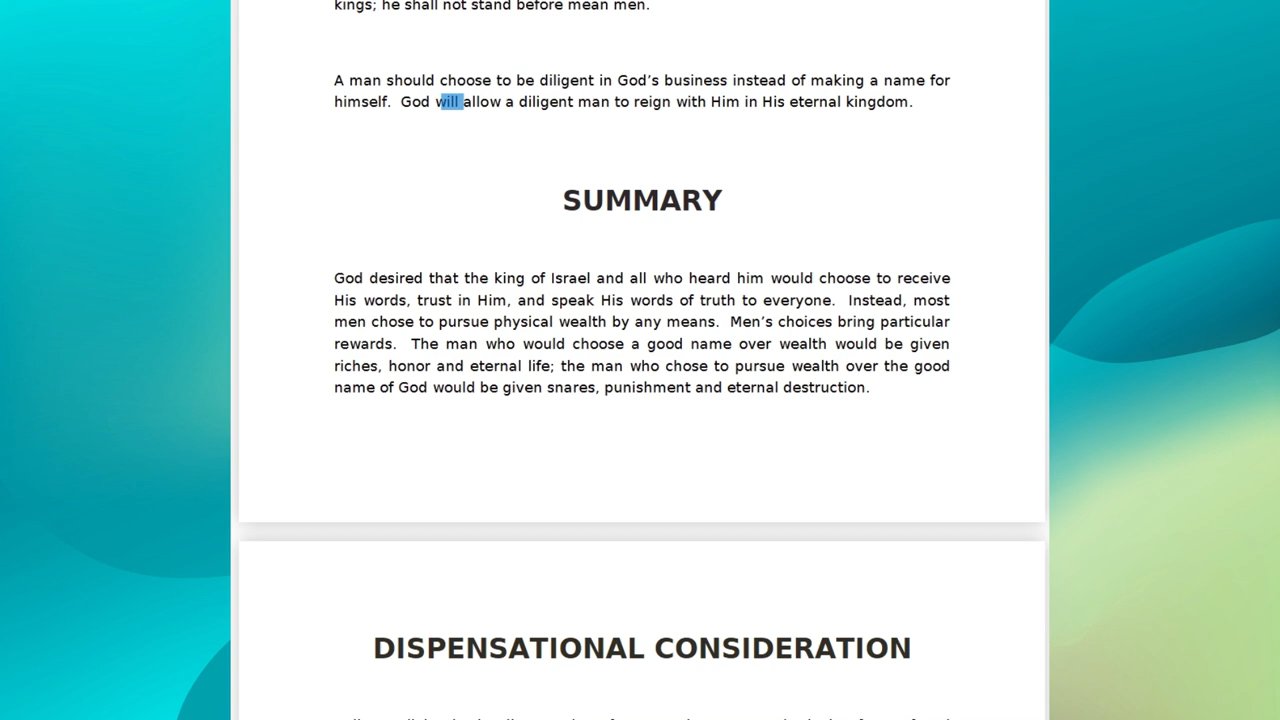 kings; he shall not stand before mean men.
A man should choose to be diligent in God’s business instead of making a name for
himself.  God will allow a diligent man to reign with Him in His eternal kingdom.
SUMMARY
God desired that the king of Israel and all who heard him would choose to receive
His words, trust in Him, and speak His words of truth to everyone.  Instead, most
men chose to pursue physical wealth by any means.  Men’s choices bring particular
rewards.  The man who would choose a good name over wealth would be given
riches, honor and eternal life; the man who chose to pursue wealth over the good
name of God would be given snares, punishment and eternal destruction.
DISPENSATIONAL CONSIDERATION